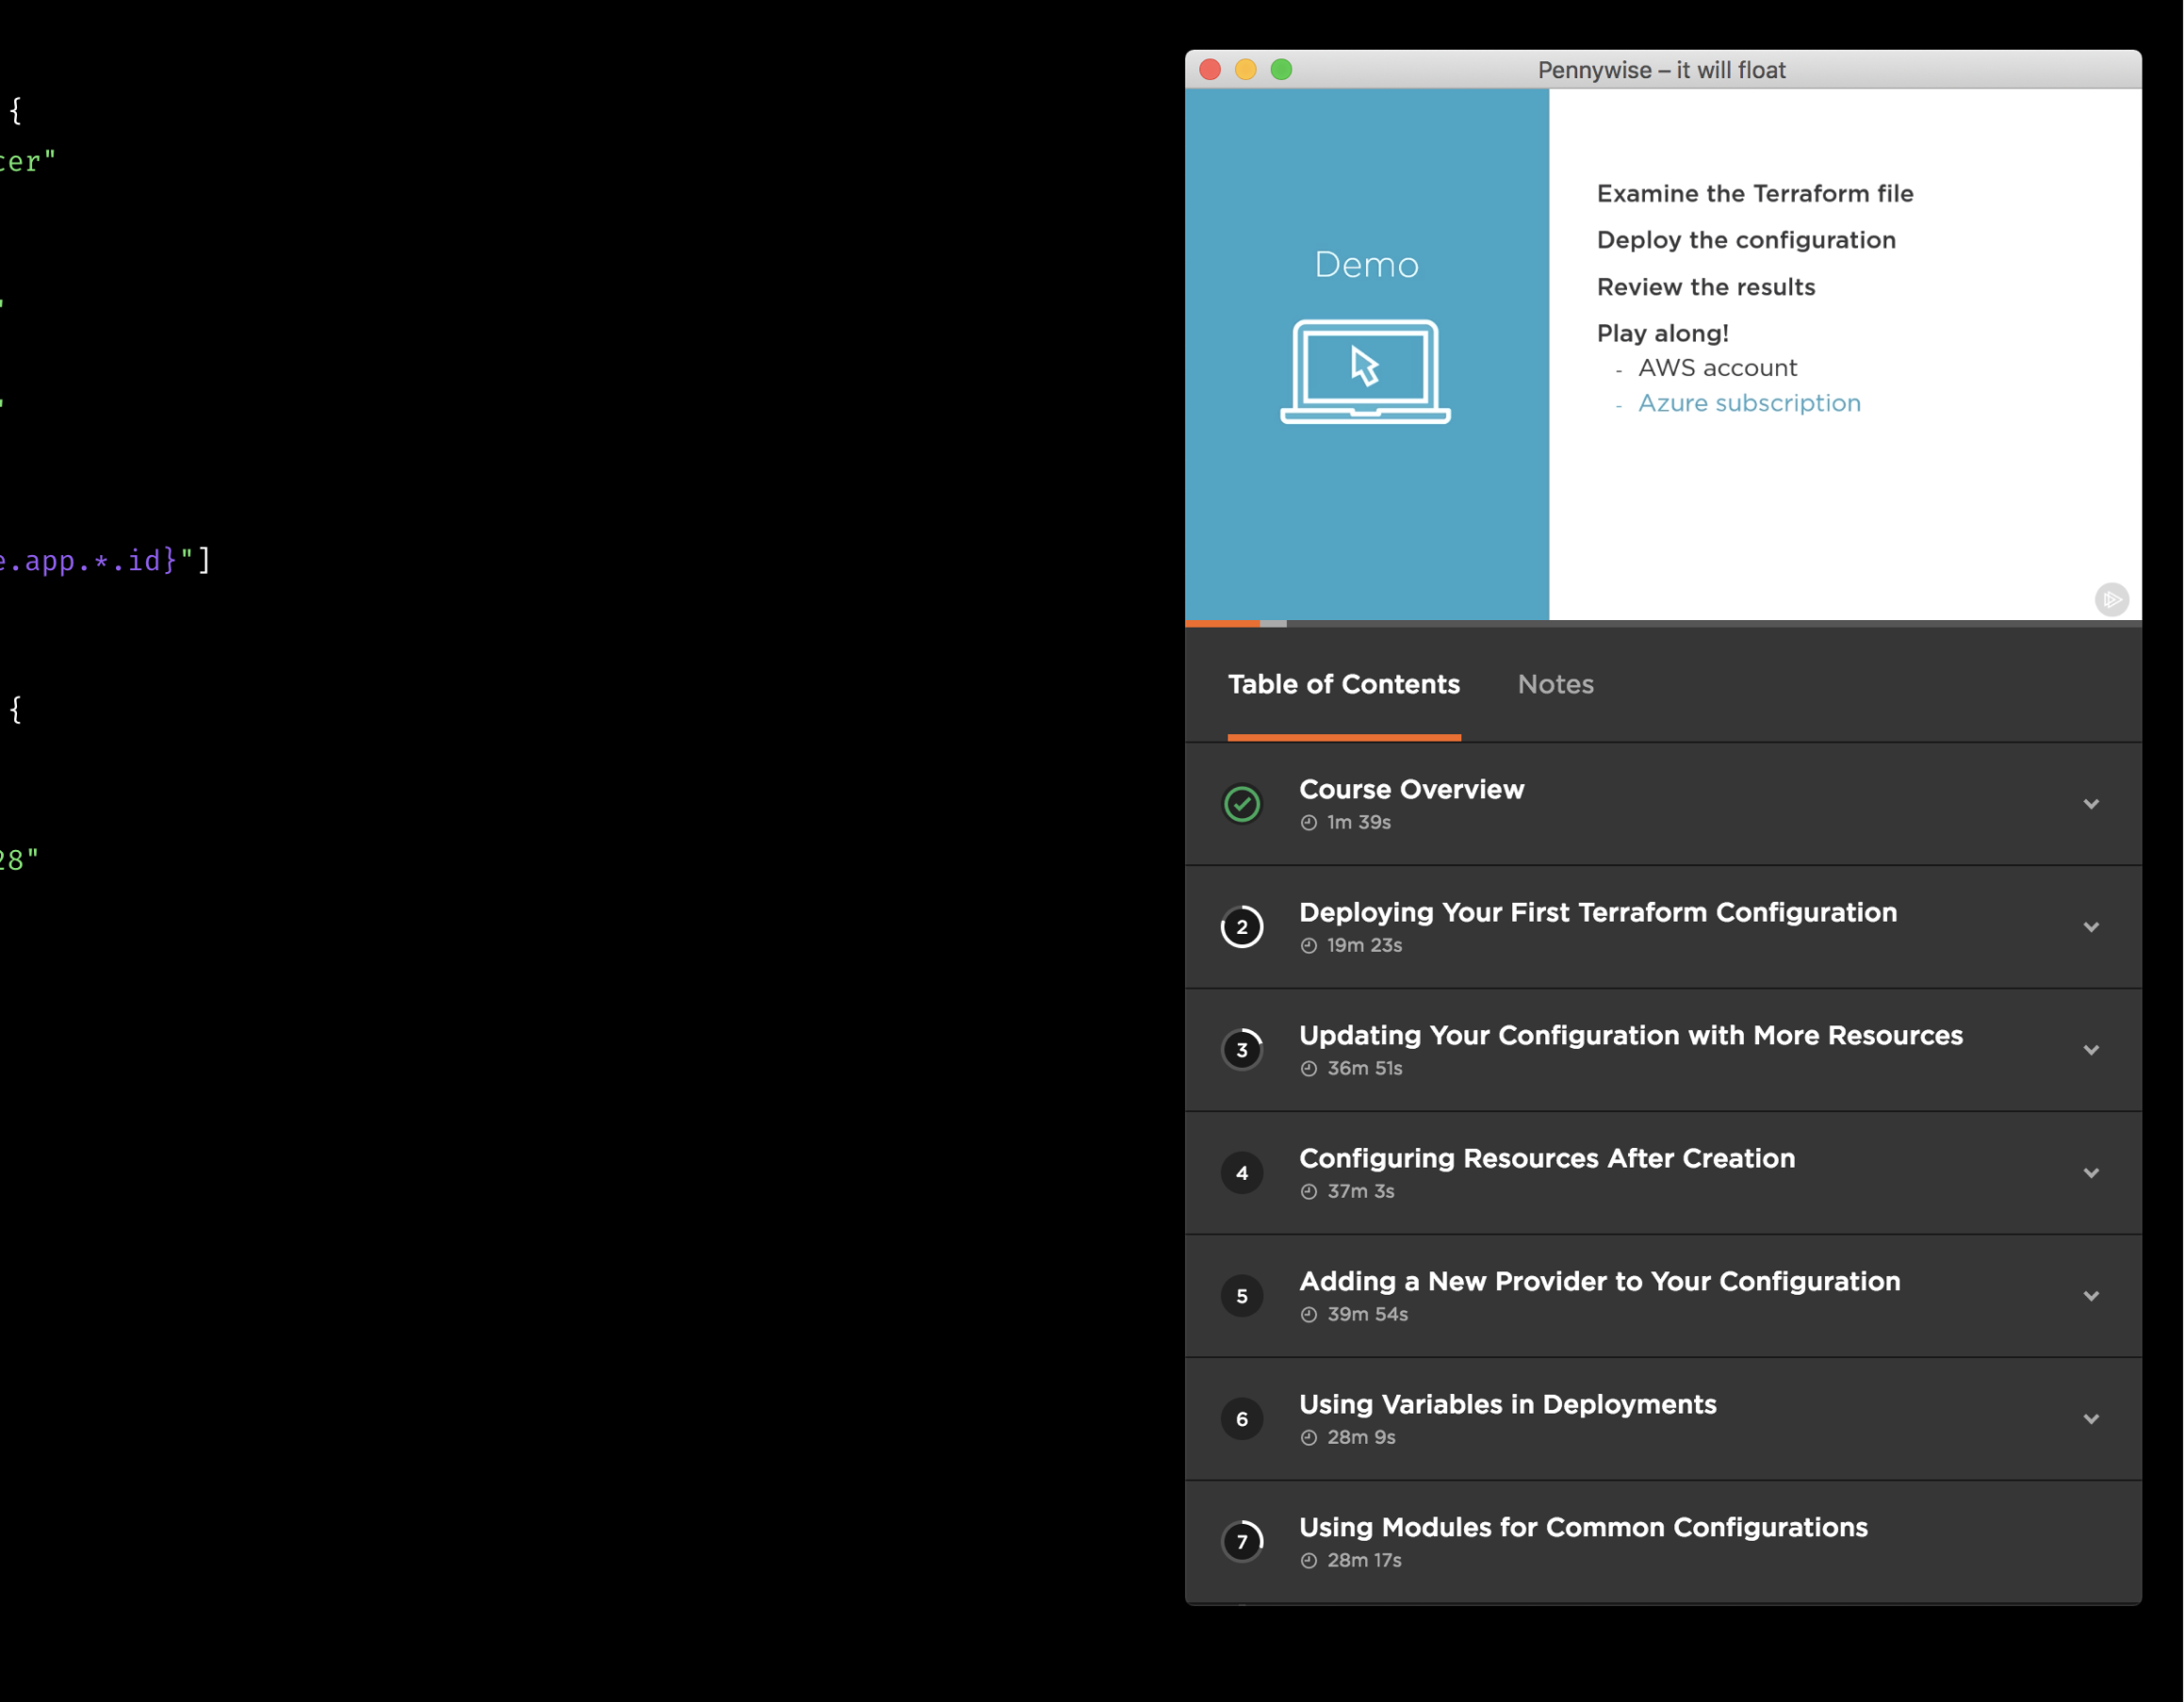 {
"
e.app.*.id}"]
{
28"
Pennywise – it will float
Demo
Examine the Terraform file
Deploy the configuration
Review the results
Play along!
- AWS account
- Azure subscription
Table of Contents
Notes
Course Overview
1m 39s
2
Deploying Your First Terraform Configuration
19m 23s
3
Updating Your Configuration with More Resources
36m 51s
4
Configuring Resources After Creation
37m 3s
5
Adding a New Provider to Your Configuration
39m 54s
6
Using Variables in Deployments
28m 9s
7
Using Modules for Common Configurations
28m 17s